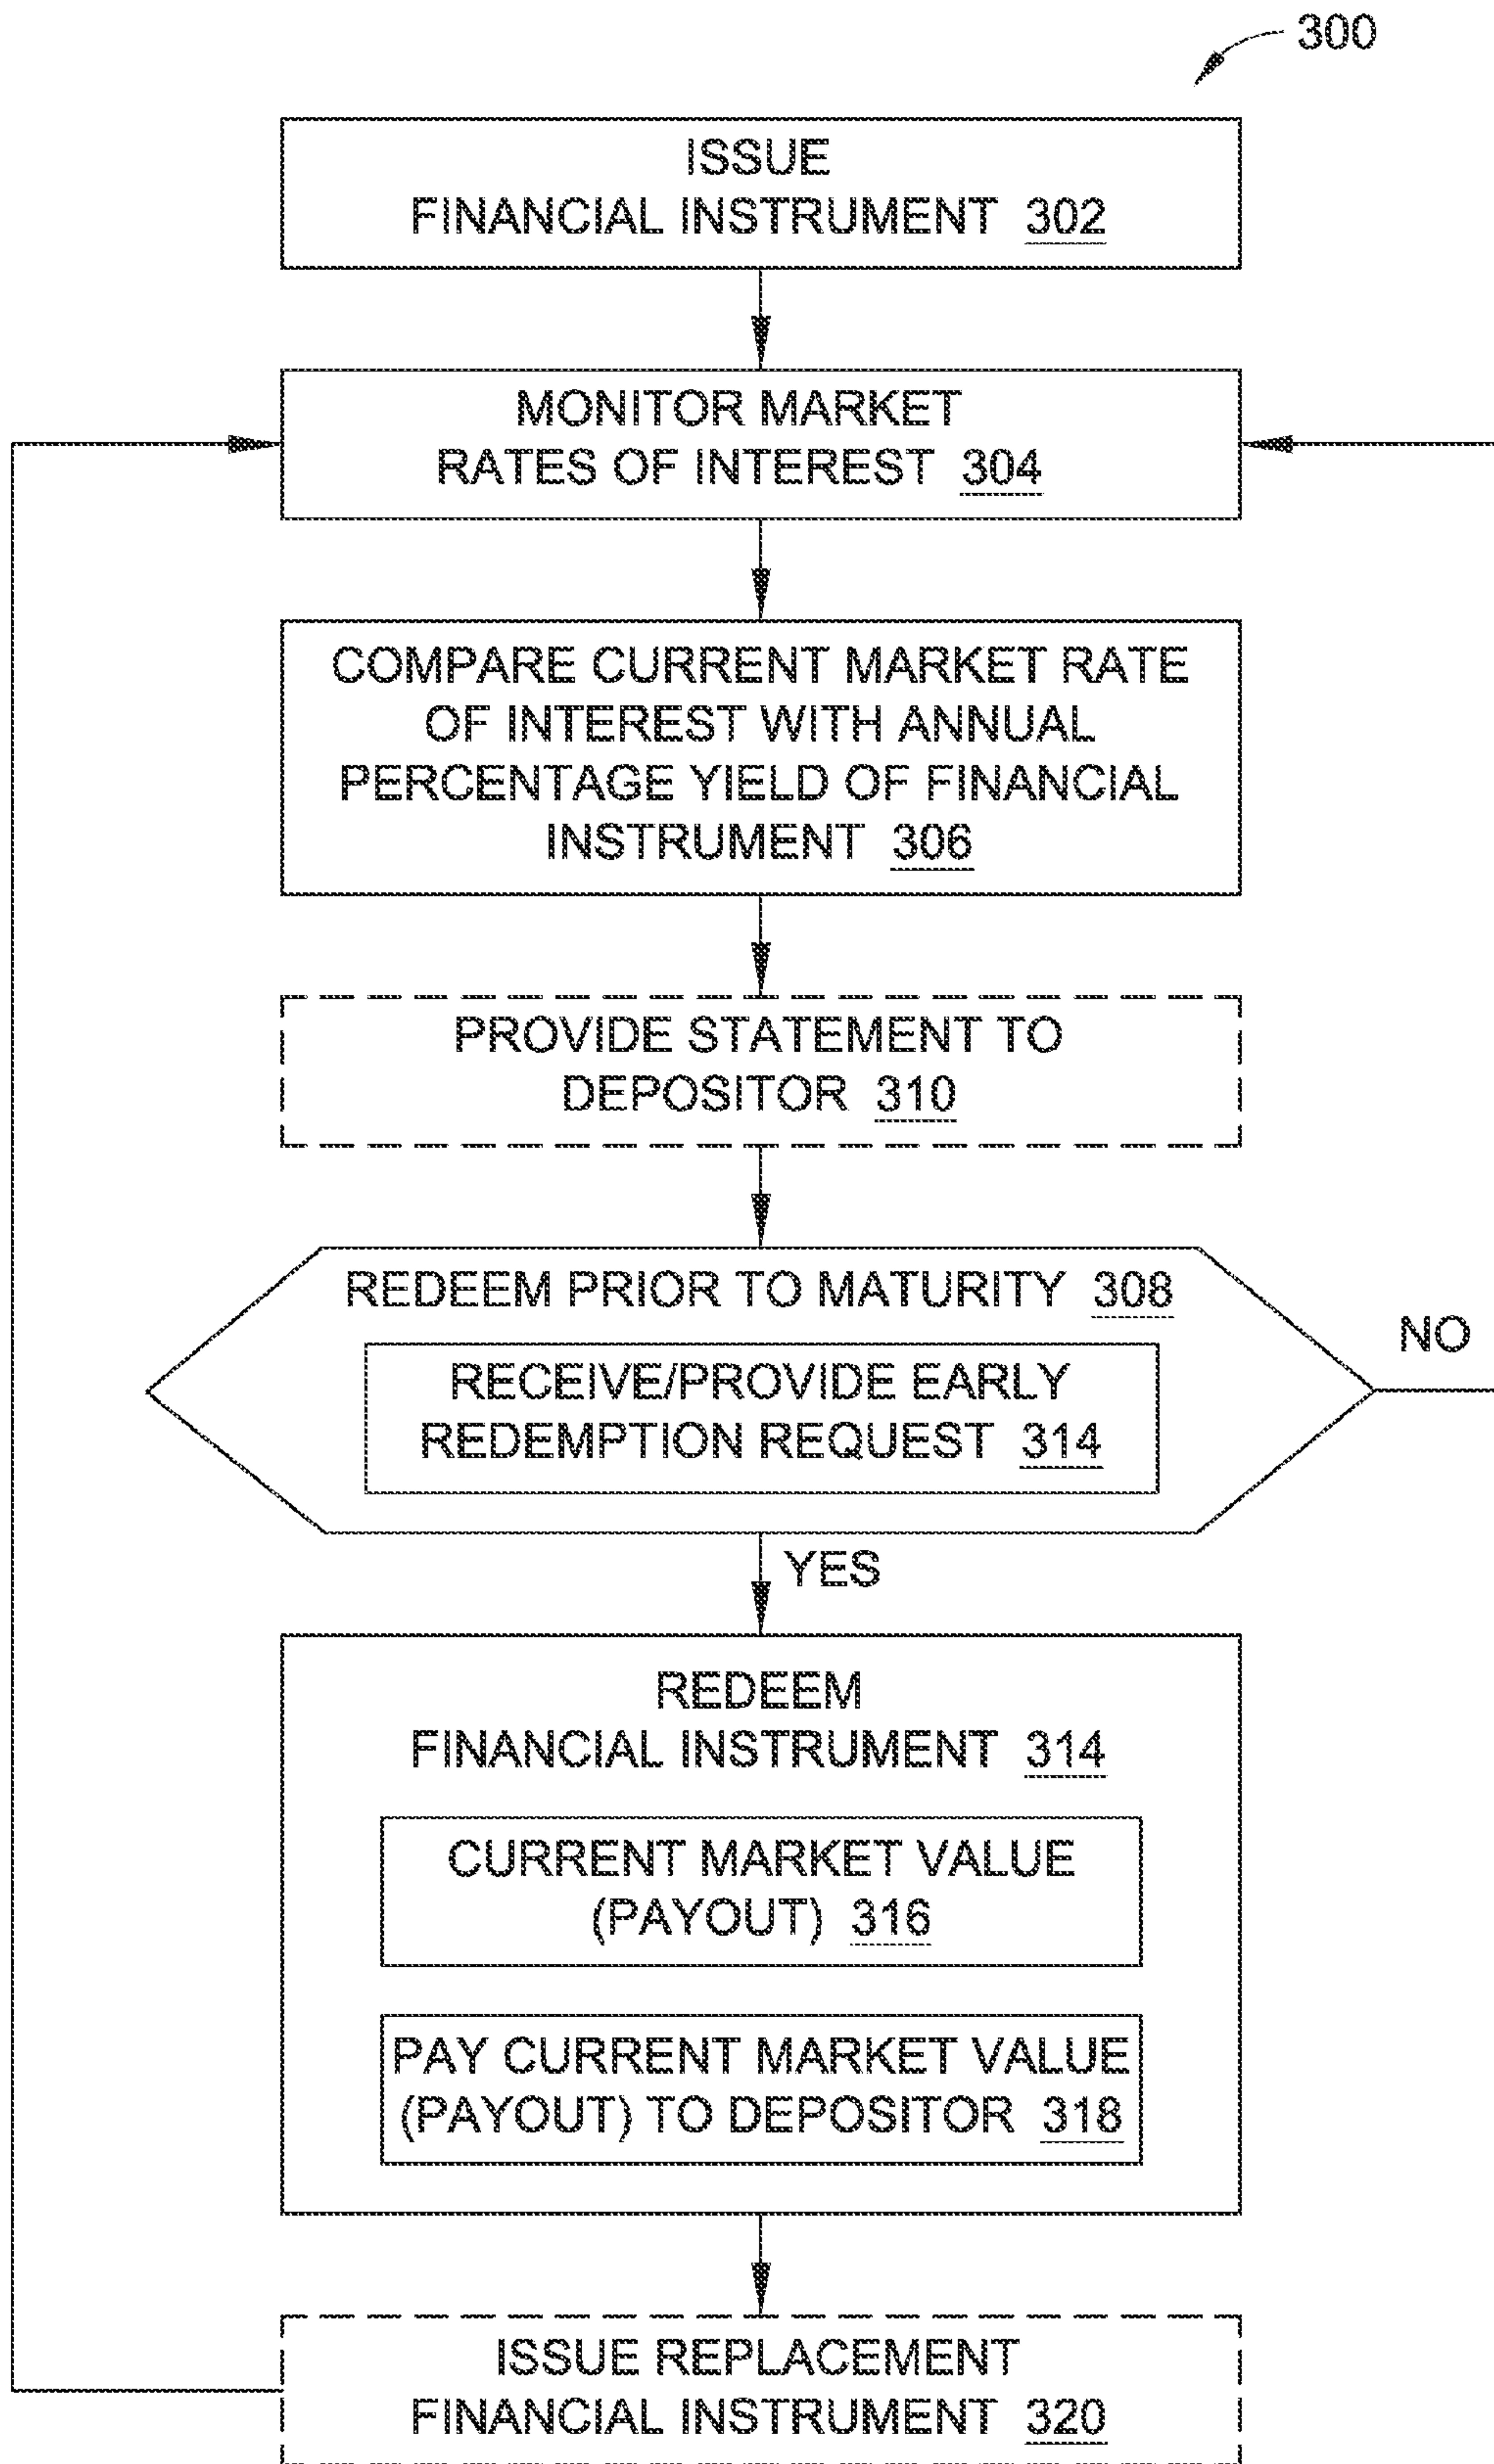 300
ISSUE
FINANCIAL INSTRUMENT 302
MONITOR MARKET
RATES OF INTEREST 304
COMPARE CURRENT MARKET RATE
OF INTEREST WITH ANNUAL
PERCENTAGE YIELD OF FINANCIAL
INSTRUMENT 306
PROVIDE STATEMENT TO
DEPOSITOR 310
REDEEM PRIOR TO MATURITY 308
NO
RECEIVE/PROVIDE EARLY
REDEMPTION REQUEST 314
YES
REDEEM
FINANCIAL INSTRUMENT 314
CURRENT MARKET VALUE
(PAYOUT) 316
PAY CURRENT MARKET VALUE
(PAYOUT) TO DEPOSITOR 318
ISSUE REPLACEMENT
FINANCIAL INSTRUMENT 320